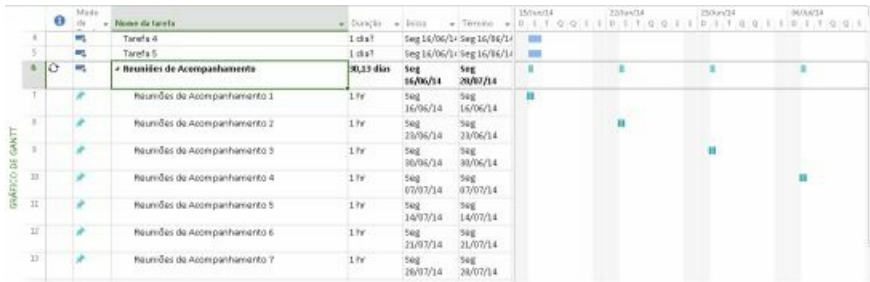 Modo de
Nome da tarefa
Duração
Início
Término
15/Jun/14
22/Jun/14
29/Jun/14
06/Jul/14
D S T Q Q S S D S T Q Q S S D S T Q Q S S D S T Q Q S
4 Tarefa 4 1 dia? Seg 16/06/14 Seg 16/06/14
5 Tarefa 5 1 dia? Seg 16/06/14 Seg 16/06/14
6 Reuniões de Acompanhamento 30,13 dias Seg 16/06/14 Seg 28/07/14
7 Reuniões de Acompanhamento 1 1 hr Seg 16/06/14 Seg 16/06/14
8 Reuniões de Acompanhamento 2 1 hr Seg 23/06/14 Seg 23/06/14
9 Reuniões de Acompanhamento 3 1 hr Seg 30/06/14 Seg 30/06/14
10 Reuniões de Acompanhamento 4 1 hr Seg 07/07/14 Seg 07/07/14
11 Reuniões de Acompanhamento 5 1 hr Seg 14/07/14 Seg 14/07/14
12 Reuniões de Acompanhamento 6 1 hr Seg 21/07/14 Seg 21/07/14
13 Reuniões de Acompanhamento 7 1 hr Seg 28/07/14 Seg 28/07/14
GRÁFICO DE GANTT